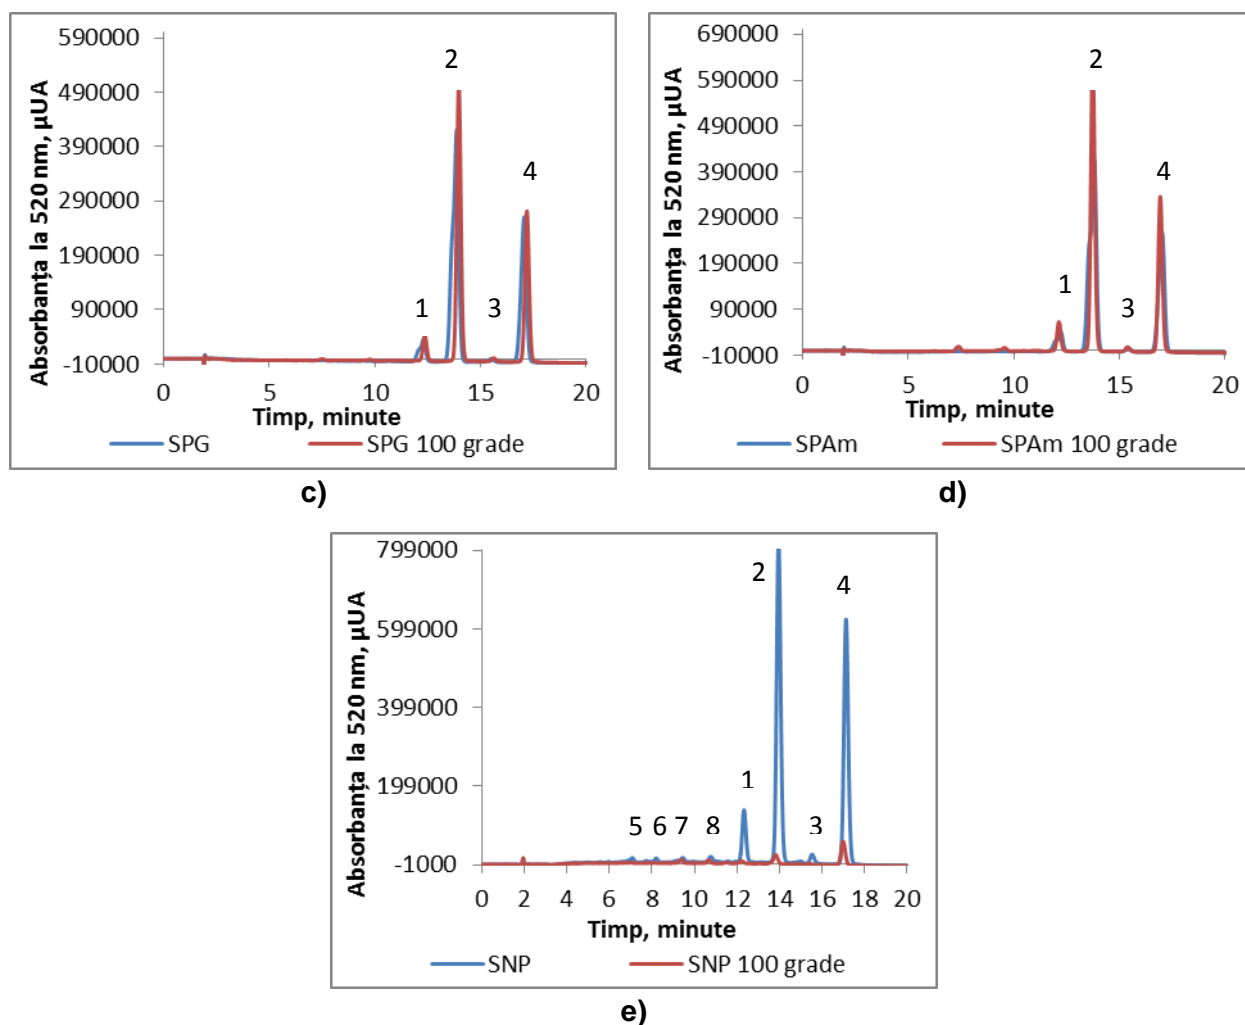 590000
490000
390000
290000
190000
90000
-10000
Absorbanța la 520 nm, µUA
1
2
3
4
0 5 10 15 20
Timp, minute
SPG SPG 100 grade
c)
690000
590000
490000
390000
290000
190000
90000
-10000
Absorbanța la 520 nm, µUA
1
2
3
4
0 5 10 15 20
Timp, minute
SPAm SPAm 100 grade
d)
799000
599000
399000
199000
-1000
Absorbanța la 520 nm, µUA
5 6 7 8
1
2
3
4
0 2 4 6 8 10 12 14 16 18 20
Timp, minute
SNP SNP 100 grade
e)